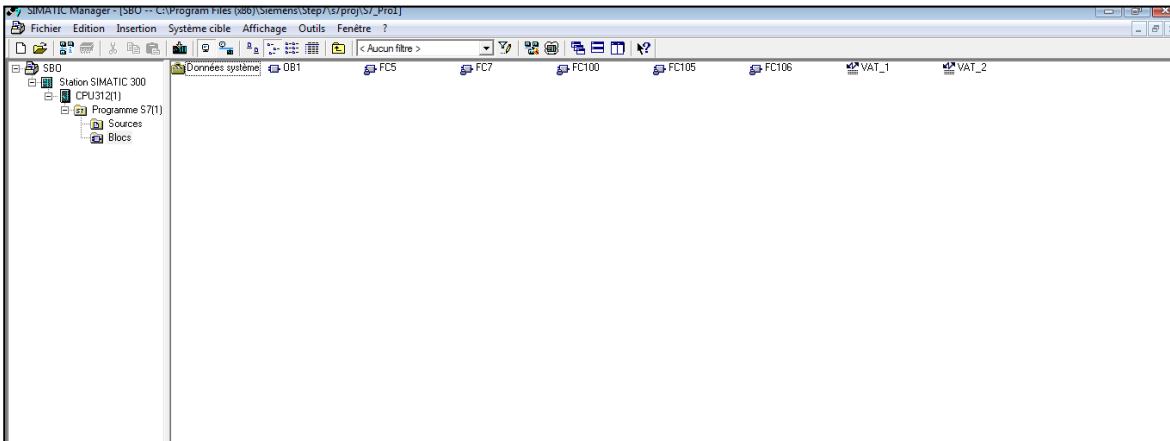 SIMATIC Manager - [SBO -- C:\Program Files (x86)\Siemens\Step7\s7proj\S7_Pro1]
Fichier Edition Insertion Système cible Affichage Outils Fenêtre ?
< Aucun filtre >
SBO
Station SIMATIC 300
CPU312(1)
Programme S7(1)
Sources
Blocs
Données système OB1 FC5 FC7 FC100 FC105 FC106 VAT_1 VAT_2